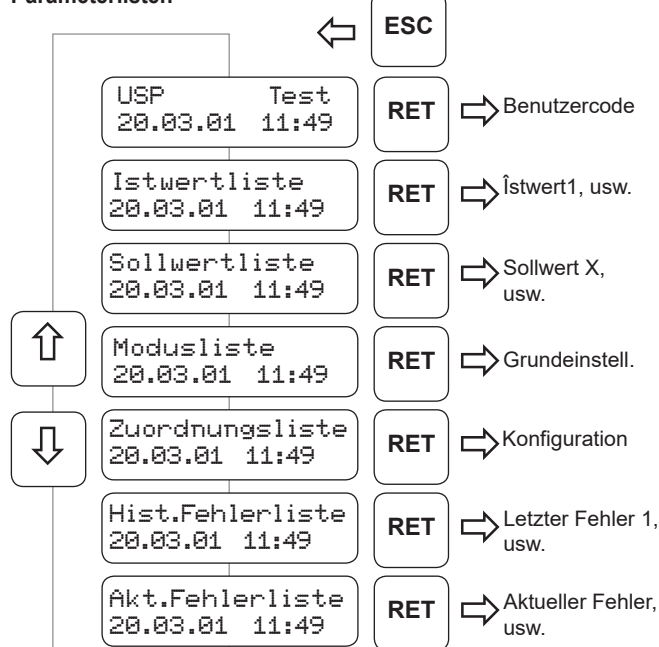 Parameterlisten
ESC
USP Test
20.03.01 11:49
RET
Benutzercode
Istwertliste
20.03.01 11:49
RET
Îstwert1, usw.
Sollwertliste
20.03.01 11:49
RET
Sollwert X,
usw.
Modusliste
20.03.01 11:49
RET
Grundeinstell.
Zuordnungsliste
20.03.01 11:49
RET
Konfiguration
Hist.Fehlerliste
20.03.01 11:49
RET
Letzter Fehler 1,
usw.
Akt.Fehlerliste
20.03.01 11:49
RET
Aktueller Fehler,
usw.